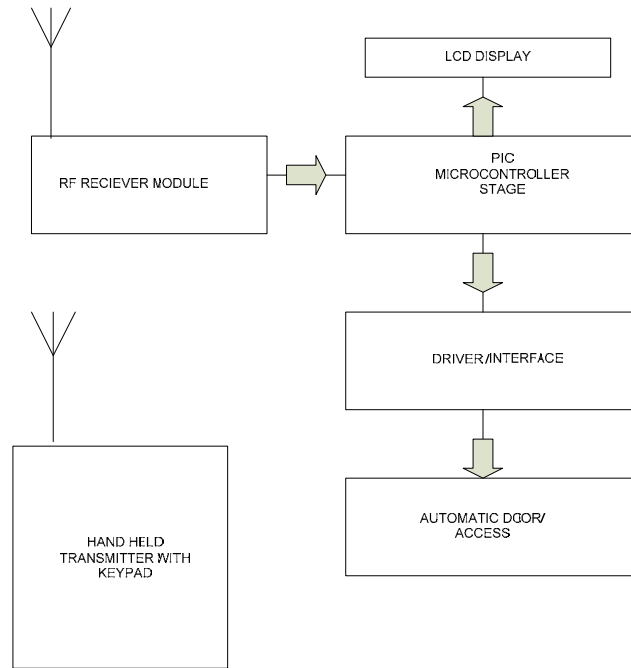 LCD DISPLAY
RF RECIEVER MODULE
PIC
MICROCONTROLLER
STAGE
DRIVER/INTERFACE
AUTOMATIC DOOR/
ACCESS
HAND HELD
TRANSMITTER WITH
KEYPAD